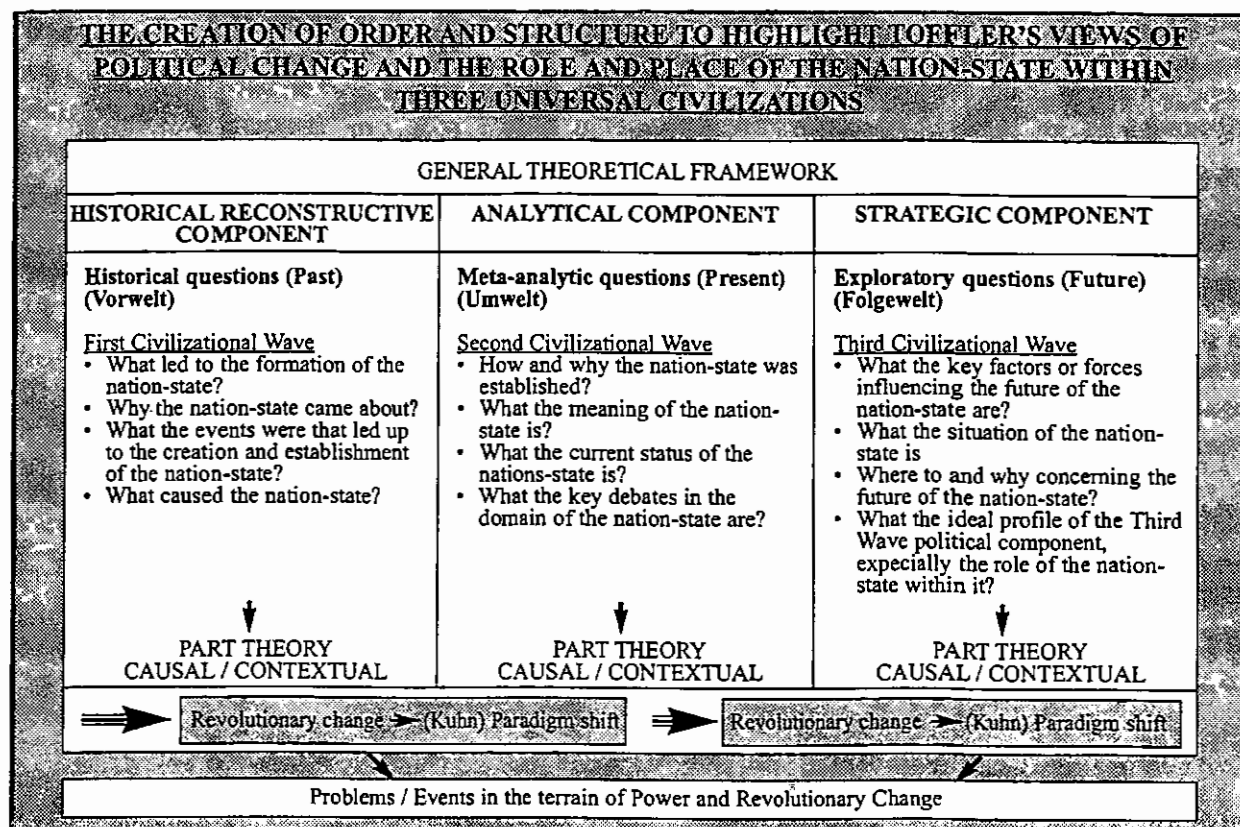 THE CREATION OF ORDER AND STRUCTURE TO HIGHLIGHT TOEFFLER'S VIEWS OF
POLITICAL CHANGE AND THE ROLE AND PLACE OF THE NATION-STATE WITHIN
THREE UNIVERSAL CIVILIZATIONS
GENERAL THEORETICAL FRAMEWORK
HISTORICAL RECONSTRUCTIVE
COMPONENT
Historical questions (Past)
(Vorwelt)
First Civilizational Wave
• What led to the formation of the
nation-state?
• Why the nation-state came about?
• What the events were that led up
to the creation and establishment
of the nation-state?
• What caused the nation-state?
PART THEORY
CAUSAL / CONTEXTUAL
ANALYTICAL COMPONENT
Meta-analytic questions (Present)
(Umwelt)
Second Civilizational Wave
• How and why the nation-state was
established?
• What the meaning of the nation-
state is?
• What the current status of the
nations-state is?
• What the key debates in the
domain of the nation-state are?
PART THEORY
CAUSAL / CONTEXTUAL
STRATEGIC COMPONENT
Exploratory questions (Future)
(Folgewelt)
Third Civilizational Wave
• What the key factors or forces
influencing the future of the
nation-state are?
• What the situation of the nation-
state is
• Where to and why concerning the
future of the nation-state?
• What the ideal profile of the Third
Wave political component,
expecially the role of the nation-
state within it?
PART THEORY
CAUSAL / CONTEXTUAL
Revolutionary change → (Kuhn) Paradigm shift
Revolutionary change → (Kuhn) Paradigm shift
Problems / Events in the terrain of Power and Revolutionary Change